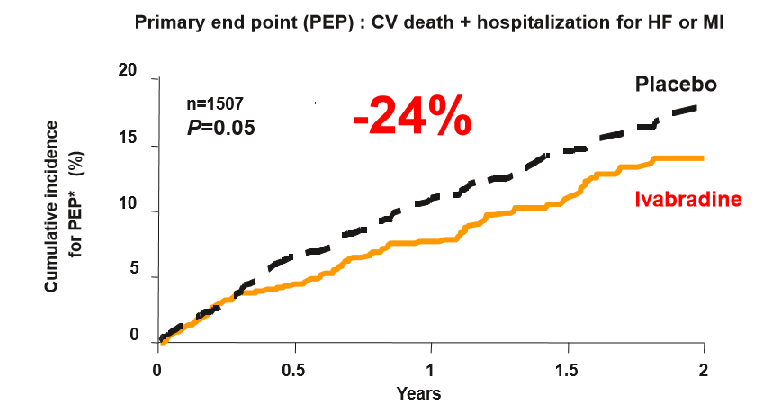 Primary end point (PEP) : CV death + hospitalization for HF or MI
20
Placebo
n=1507
P=0.05
-24%
15
Cumulative incidence
for PEP* (%)
10
Ivabradine
5
0
0 0.5 1 1.5 2
Years